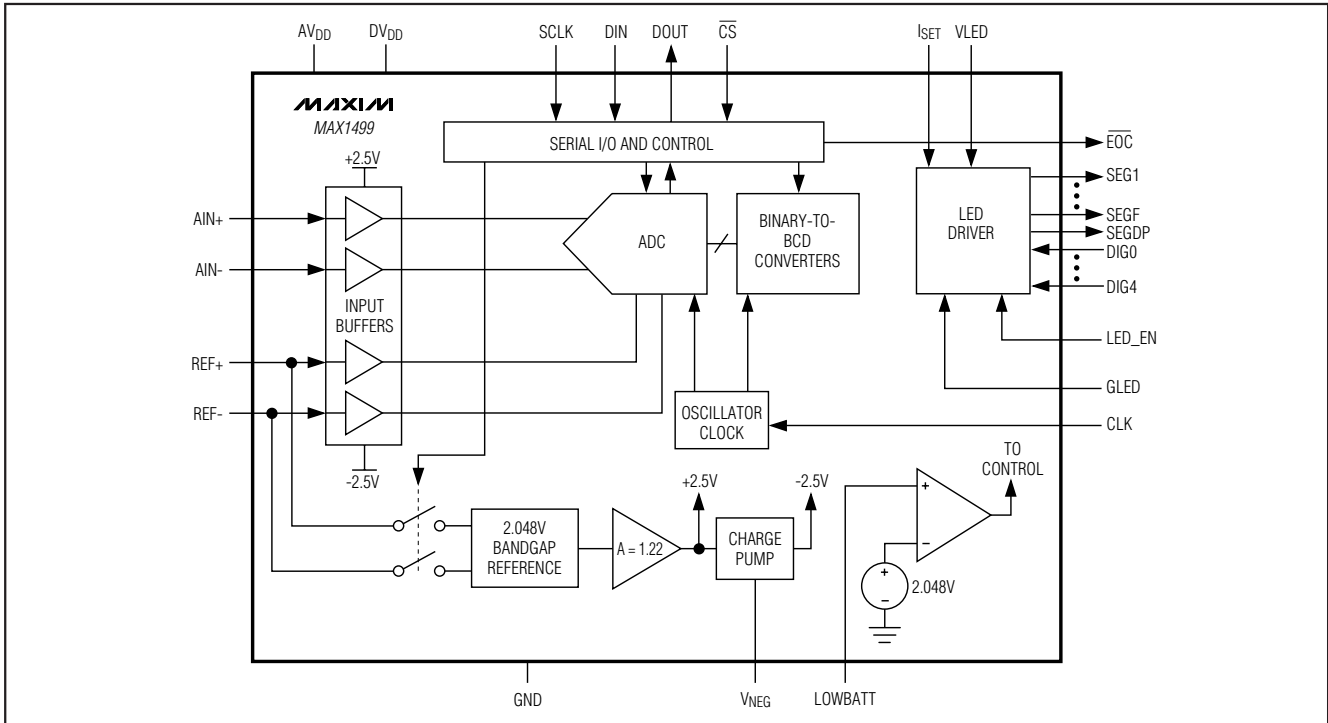 AVDD
DVDD
SCLK
DIN
DOUT
CS
ISET
VLED
MAXIM
MAX1499
SERIAL I/O AND CONTROL
EOC
+2.5V
SEG1
AIN+
ADC
BINARY-TO-
BCD
CONVERTERS
LED
DRIVER
SEGF
SEGDP
DIG0
AIN-
INPUT
BUFFERS
DIG4
LED_EN
REF+
GLED
REF-
OSCILLATOR
CLOCK
CLK
-2.5V
+2.5V
-2.5V
TO
CONTROL
+
2.048V
BANDGAP
REFERENCE
A = 1.22
CHARGE
PUMP
−
+
−
2.048V
GND
VNEG
LOWBATT